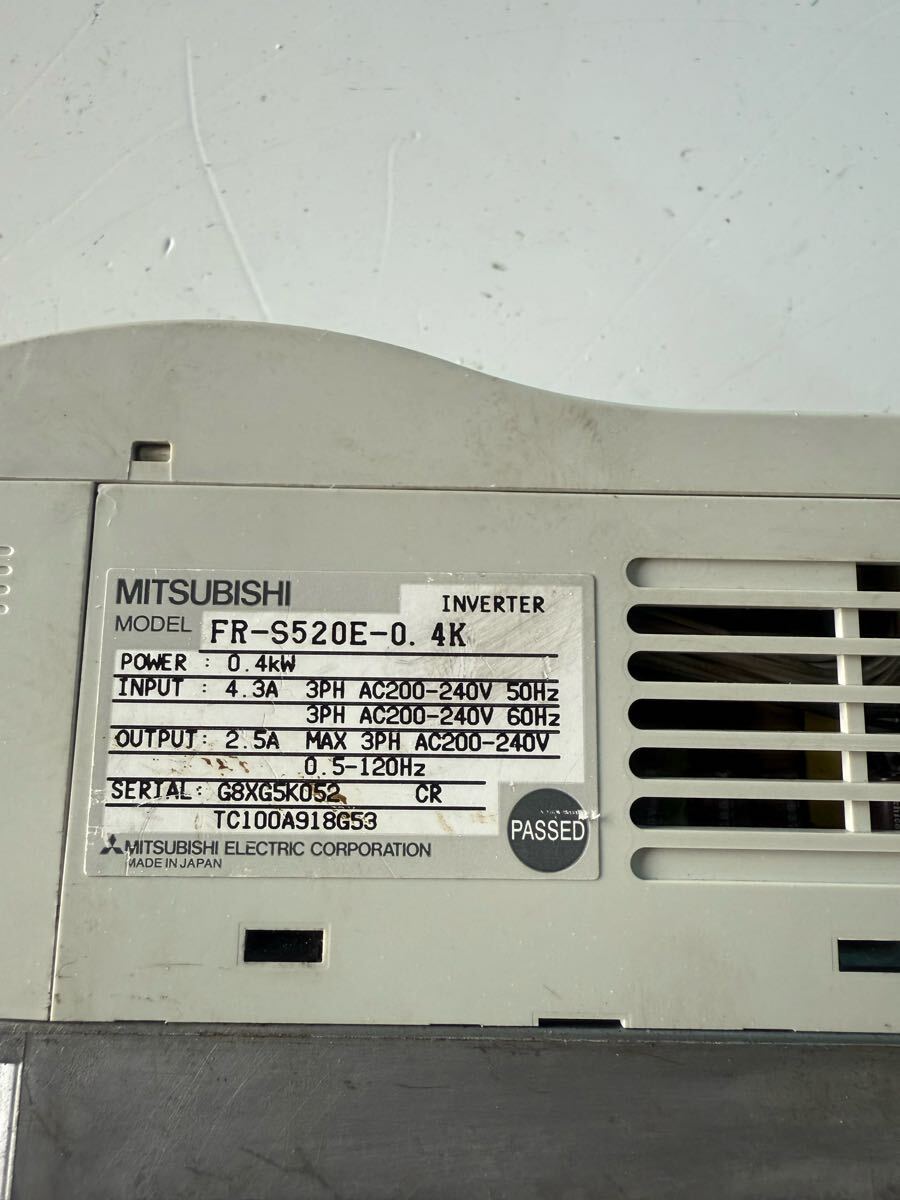 MITSUBISHI
INVERTER
MODEL FR-S520E-0.4K
POWER : 0.4kW
INPUT : 4.3A 3PH AC200-240V 50Hz
3PH AC200-240V 60Hz
OUTPUT: 2.5A MAX 3PH AC200-240V
0.5-120Hz
SERIAL: G8XG5K052 CR
TC100A918G53
PASSED
MITSUBISHI ELECTRIC CORPORATION
MADE IN JAPAN